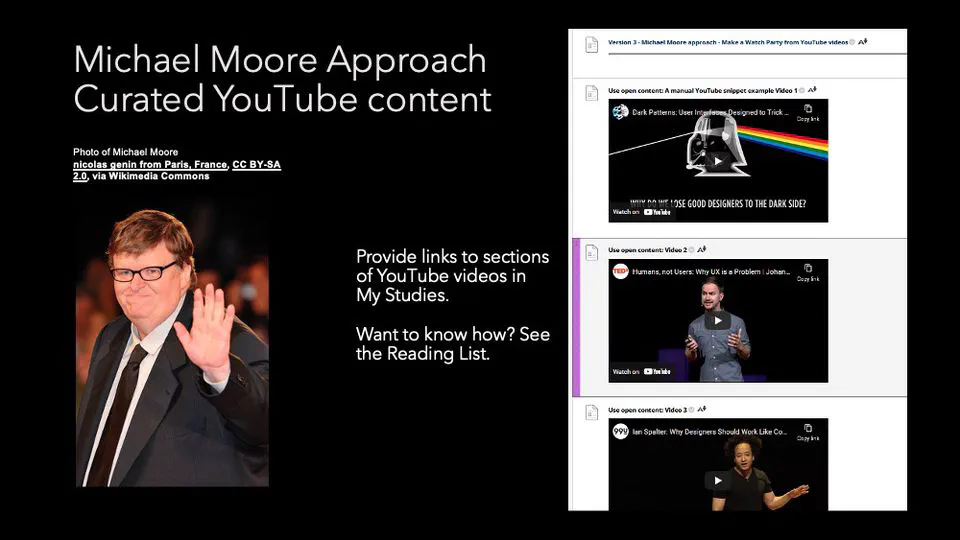 Michael Moore Approach
Curated YouTube content
Photo of Michael Moore
nicolas genin from Paris, France, CC BY-SA
2.0, via Wikimedia Commons
Provide links to sections
of YouTube videos in
My Studies.
Want to know how? See
the Reading List.
Version 3 - Michael Moore approach - Make a Watch Party from YouTube videos
Use open content: A manual YouTube snippet example Video 1
Dark Patterns: User Interfaces Designed to Trick ...
Copy link
WHY DO WE LOSE GOOD DESIGNERS TO THE DARK SIDE?
Watch on YouTube
Use open content: Video 2
TEDx
Humans, not Users: Why UX is a Problem | Johan...
Copy link
Watch on YouTube
Use open content: Video 3
99U
Ian Spalter: Why Designers Should Work Like Co...
Copy link